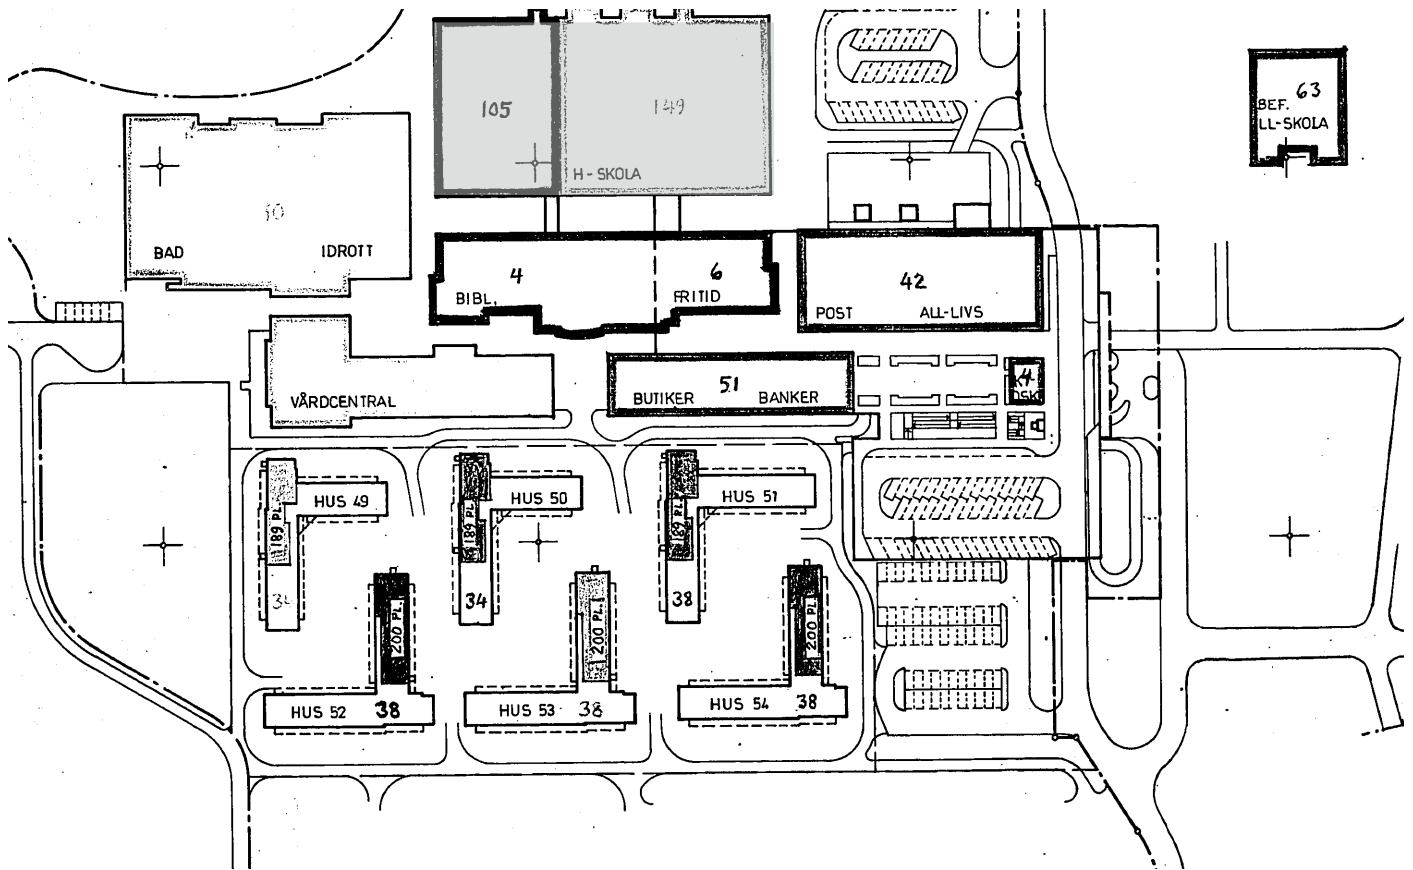 105
149
H-SKOLA
63
BEF.
LL-SKOLA
10
BAD IDROTT
4 6
BIBL. FRITID
42
POST ALL-LIVS
VÅRDCENTRAL
51
BUTIKER BANKER
4
OSK
HUS 49
189 PL.
HUS 50
189 PL.
34
HUS 51
189 PL.
38
200 PL.
HUS 52 38
200 PL.
HUS 53 38
200 PL.
HUS 54 38